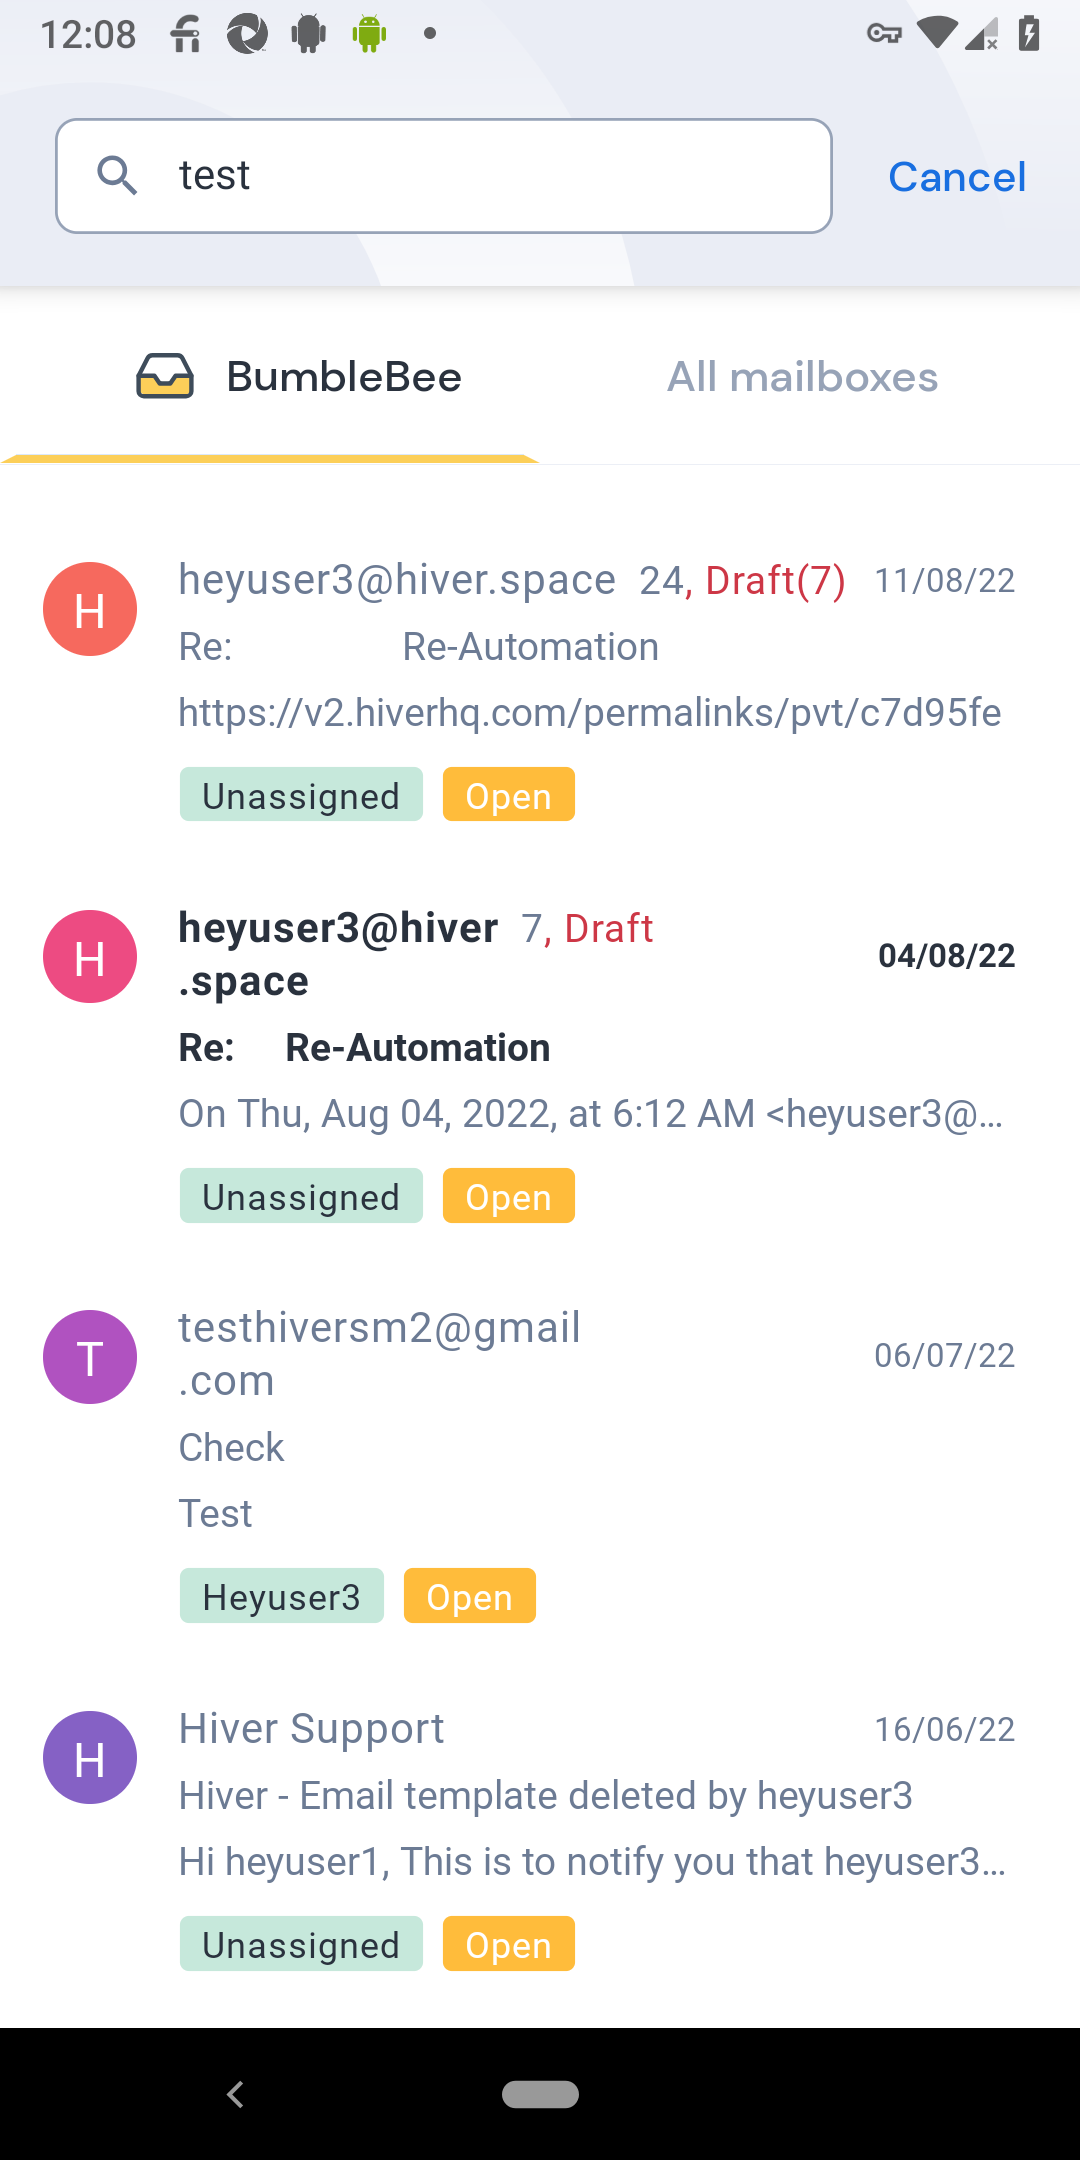 12:08
test
Cancel
BumbleBee
All mailboxes
H
heyuser3@hiver.space 24, Draft(7) 11/08/22
Re: Re-Automation
https://v2.hiverhq.com/permalinks/pvt/c7d95fe
Unassigned Open
H
heyuser3@hiver 7, Draft
.space
04/08/22
Re: Re-Automation
On Thu, Aug 04, 2022, at 6:12 AM <heyuser3@...
Unassigned Open
T
testhiversm2@gmail
.com
06/07/22
Check
Test
Heyuser3 Open
H
Hiver Support 16/06/22
Hiver - Email template deleted by heyuser3
Hi heyuser1, This is to notify you that heyuser3...
Unassigned Open